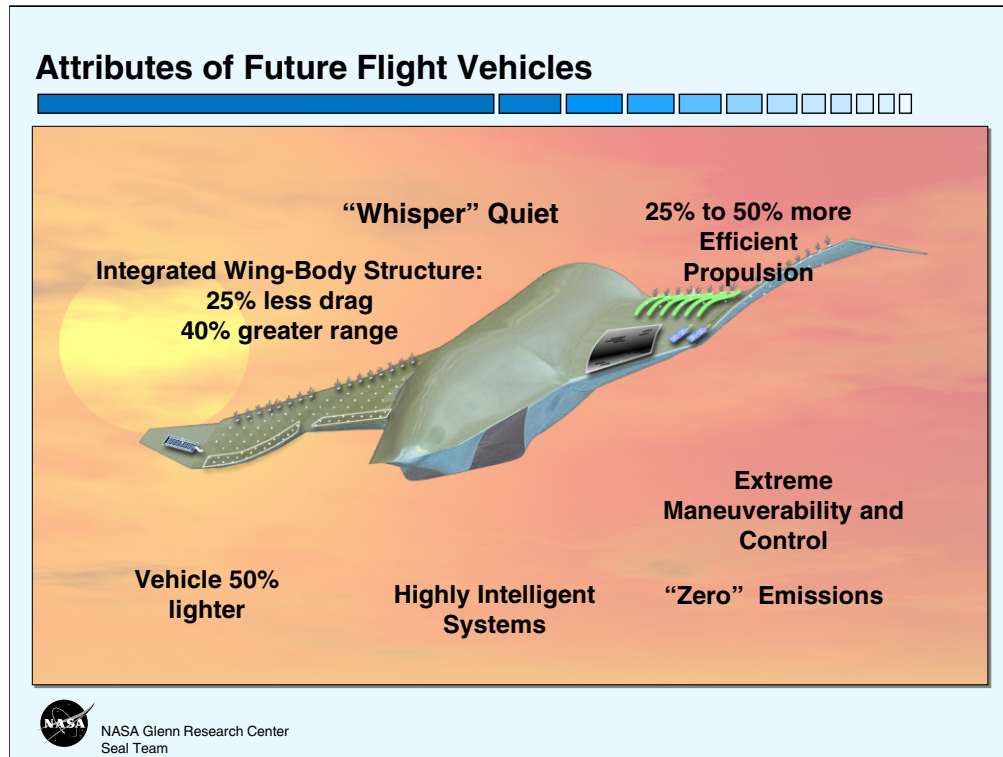 Attributes of Future Flight Vehicles
“Whisper” Quiet
25% to 50% more
Efficient
Propulsion
Integrated Wing-Body Structure:
25% less drag
40% greater range
Extreme
Maneuverability and
Control
Vehicle 50%
lighter
Highly Intelligent
Systems
“Zero” Emissions
NASA
NASA Glenn Research Center
Seal Team